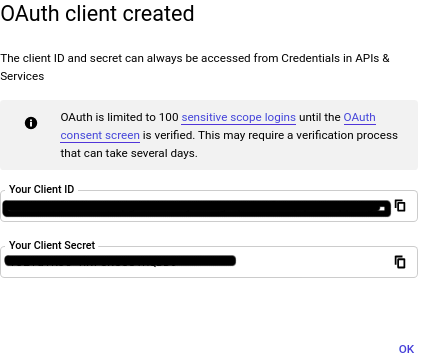 OAuth client created
The client ID and secret can always be accessed from Credentials in APIs &
Services
OAuth is limited to 100 sensitive scope logins until the OAuth
consent screen is verified. This may require a verification process
that can take several days.
Your Client ID
Your Client Secret
OK